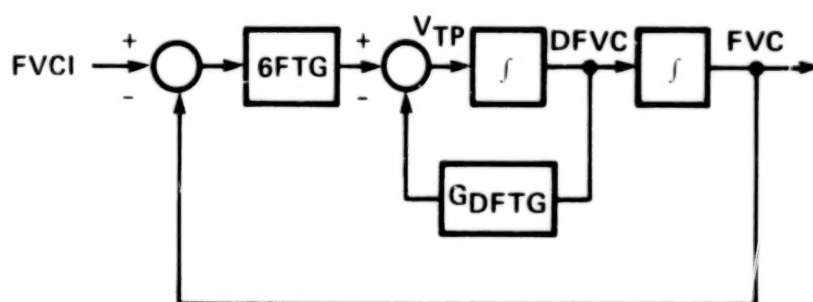 FVCI
+
-
6FTG
+
-
VTP
∫
DFVC
∫
FVC
GDFTG